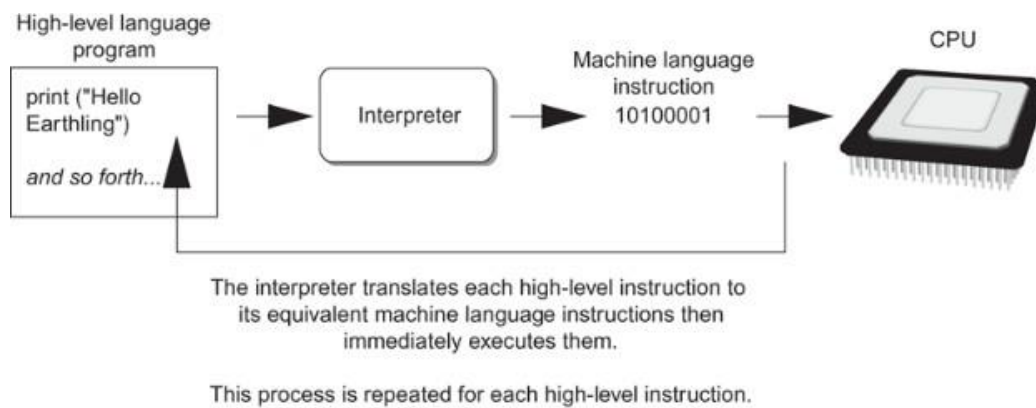 High-level language
program
print ("Hello
Earthling")
and so forth...
Interpreter
Machine language
instruction
10100001
CPU
The interpreter translates each high-level instruction to
its equivalent machine language instructions then
immediately executes them.
This process is repeated for each high-level instruction.